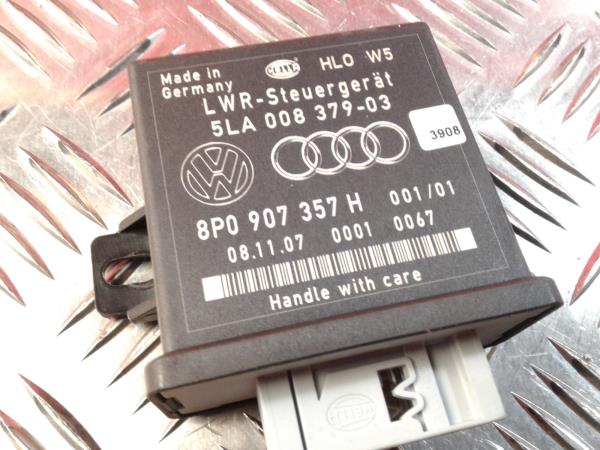 Made in
Germany
HLO W5
LWR-Steuergerät
5LA 008 379-03
3908
8P0 907 357 H 001/01
08.11.07 0001 0067
Handle with care